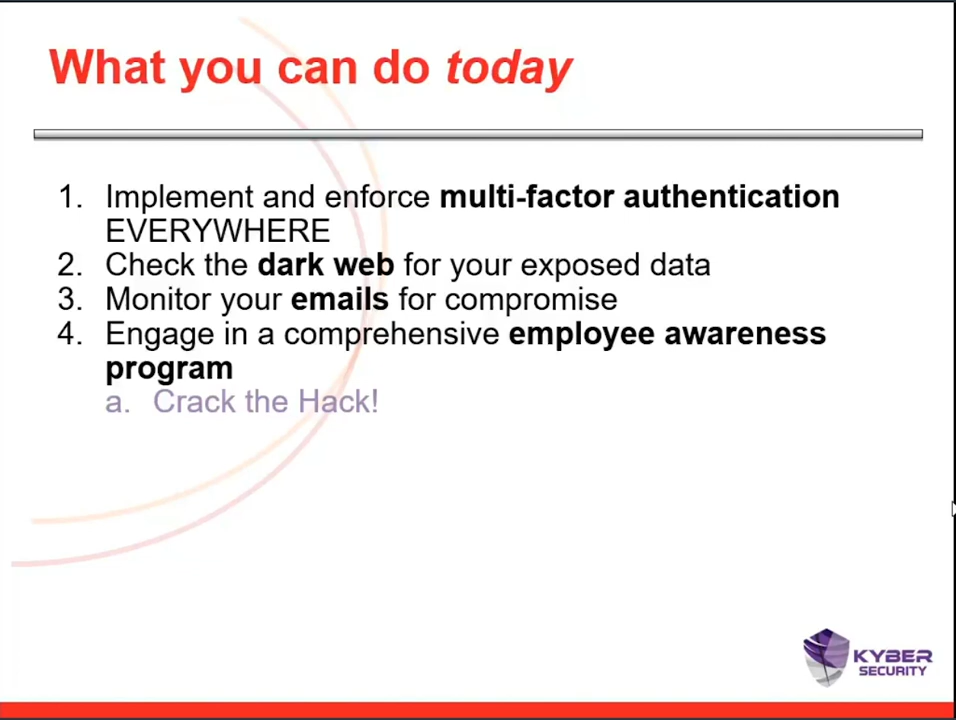 What you can do today
1. Implement and enforce multi-factor authentication
EVERYWHERE
2. Check the dark web for your exposed data
3. Monitor your emails for compromise
4. Engage in a comprehensive employee awareness
program
a. Crack the Hack!
KYBER
SECURITY